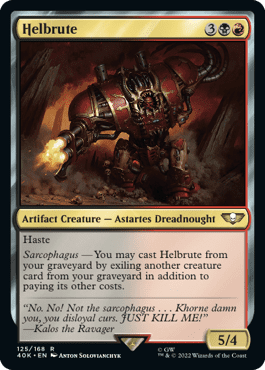 Helbrute 3BR
Artifact Creature — Astartes Dreadnought
Haste
Sarcophagus — You may cast Helbrute from
your graveyard by exiling another creature
card from your graveyard in addition to
paying its other costs.
“No. No! Not the sarcophagus . . . Khorne damn
you, you disloyal curs. JUST KILL ME!”
—Kalos the Ravager
5/4
125/168 R
40K • EN Anton Solovianchyk
© GW
™ & © 2022 Wizards of the Coast